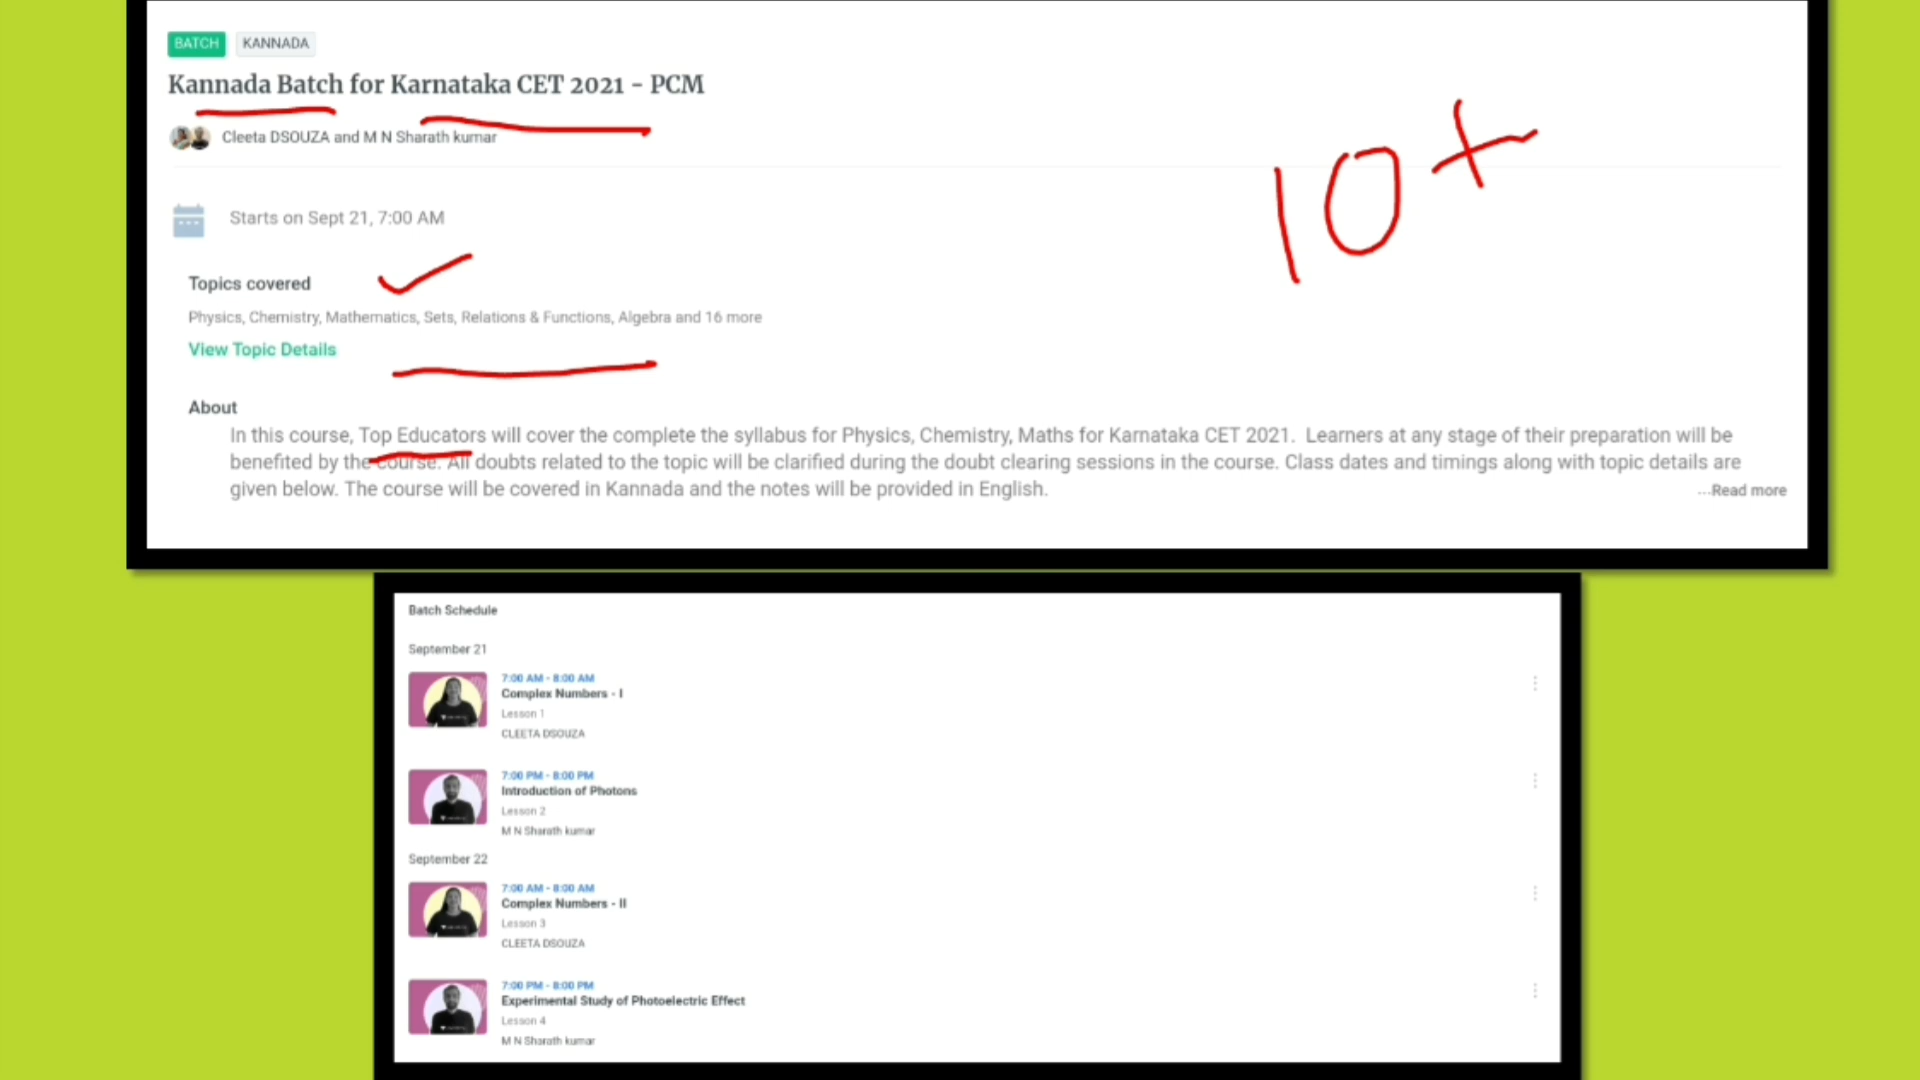 BATCH KANNADA
Kannada Batch for Karnataka CET 2021 - PCM
Cleeta DSOUZA and M N Sharath kumar
10+
Starts on Sept 21, 7:00 AM
Topics covered
Physics, Chemistry, Mathematics, Sets, Relations & Functions, Algebra and 16 more
View Topic Details
About
In this course, Top Educators will cover the complete the syllabus for Physics, Chemistry, Maths for Karnataka CET 2021. Learners at any stage of their preparation will be
benefited by the course. All doubts related to the topic will be clarified during the doubt clearing sessions in the course. Class dates and timings along with topic details are
given below. The course will be covered in Kannada and the notes will be provided in English.
...Read more
Batch Schedule
September 21
7:00 AM - 8:00 AM
Complex Numbers - I
Lesson 1
CLEETA DSOUZA
7:00 PM - 8:00 PM
Introduction of Photons
Lesson 2
M N Sharath kumar
September 22
7:00 AM - 8:00 AM
Complex Numbers - II
Lesson 3
CLEETA DSOUZA
7:00 PM - 8:00 PM
Experimental Study of Photoelectric Effect
Lesson 4
M N Sharath kumar